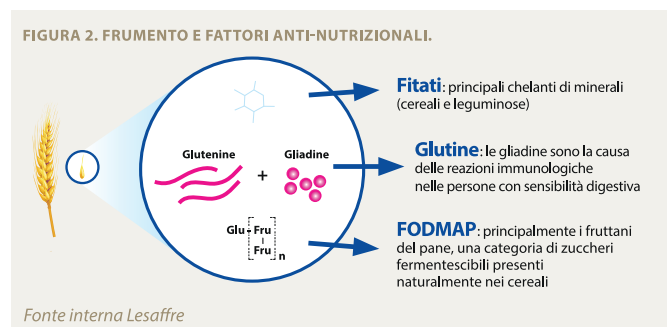 FIGURA 2. FRUMENTO E FATTORI ANTI-NUTRIZIONALI.
Fitati: principali chelanti di minerali
(cereali e leguminose)
Glutenine
+
Gliadine
Glutine: le gliadine sono la causa
delle reazioni immunologiche
nelle persone con sensibilità digestiva
Glu - Fru
Fru
n
FODMAP: principalmente i fruttani
del pane, una categoria di zuccheri
fermentescibili presenti
naturalmente nei cereali
Fonte interna Lesaffre